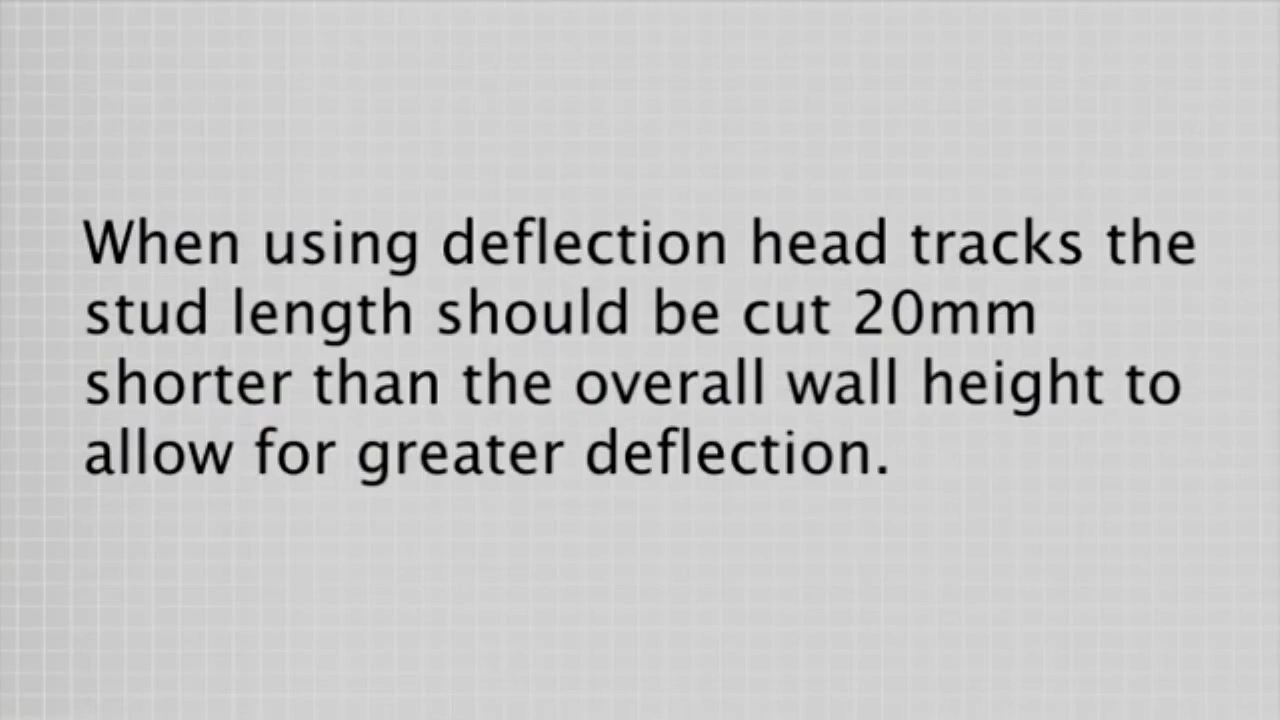 When using deflection head tracks the
stud length should be cut 20mm
shorter than the overall wall height to
allow for greater deflection.